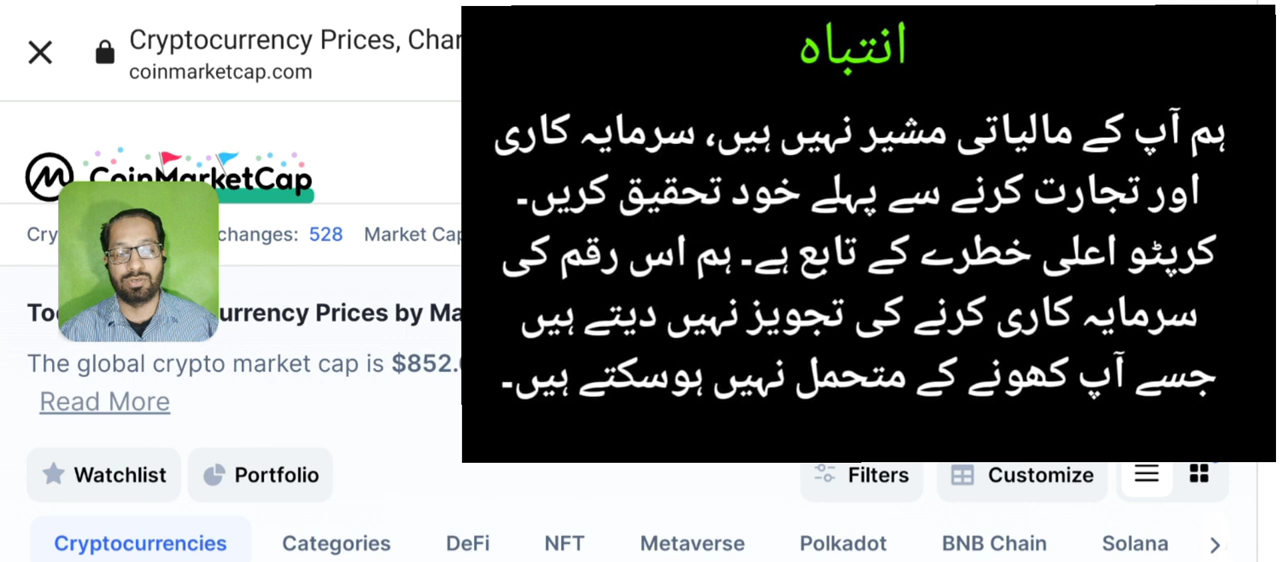 Cryptocurrency Prices, Char
coinmarketcap.com
CoinMarketCap
انتباہ
ہم آپ کے مالیاتی مشیر نہیں ہیں، سرمایہ کاری
اور تجارت کرنے سے پہلے خود تحقیق کریں۔
کرپٹو اعلی خطرے کے تابع ہے۔ ہم اس رقم کی
سرمایہ کاری کرنے کی تجویز نہیں دیتے ہیں
جسے آپ کھونے کے متحمل نہیں ہوسکتے ہیں۔
Cry changes: 528 Market Cap
To urrency Prices by Ma
The global crypto market cap is $852.
Read More
Watchlist Portfolio Filters Customize
Cryptocurrencies Categories DeFi NFT Metaverse Polkadot BNB Chain Solana